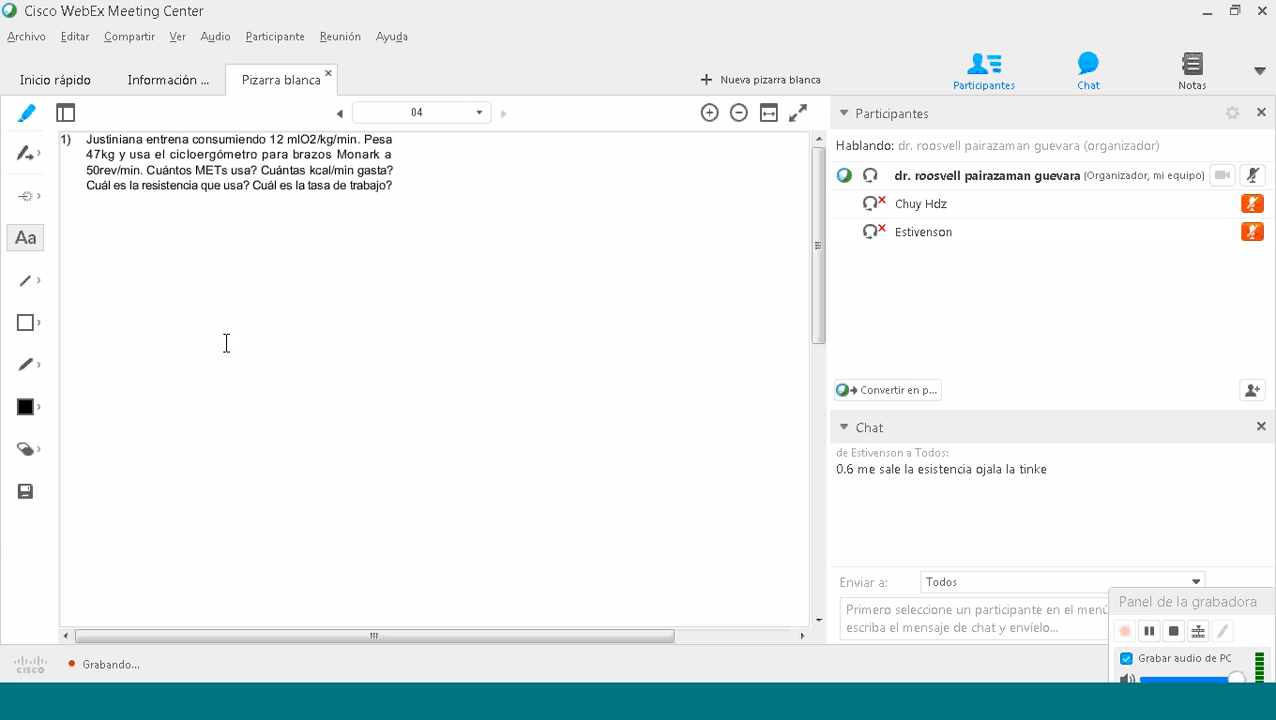 Cisco WebEx Meeting Center
Archivo Editar Compartir Ver Audio Participante Reunión Ayuda
Inicio rápido Información ... Pizarra blanca Nueva pizarra blanca
Participantes Chat Notas
04
1) Justiniana entrena consumiendo 12 mlO2/kg/min. Pesa
47kg y usa el cicloergómetro para brazos Monark a
50rev/min. Cuántos METs usa? Cuántas kcal/min gasta?
Cuál es la resistencia que usa? Cuál es la tasa de trabajo?
Aa
Participantes
Hablando: dr. roosvell pairazaman guevara (organizador)
dr. roosvell pairazaman guevara (Organizador, mi equipo)
Chuy Hdz
Estivenson
Convertir en p...
Chat
de Estivenson a Todos:
0.6 me sale la esistencia ojala la tinke
Enviar a: Todos
Primero seleccione un participante en el menú
escriba el mensaje de chat y envíelo...
Panel de la grabadora
Grabar audio de PC
cisco
Grabando...